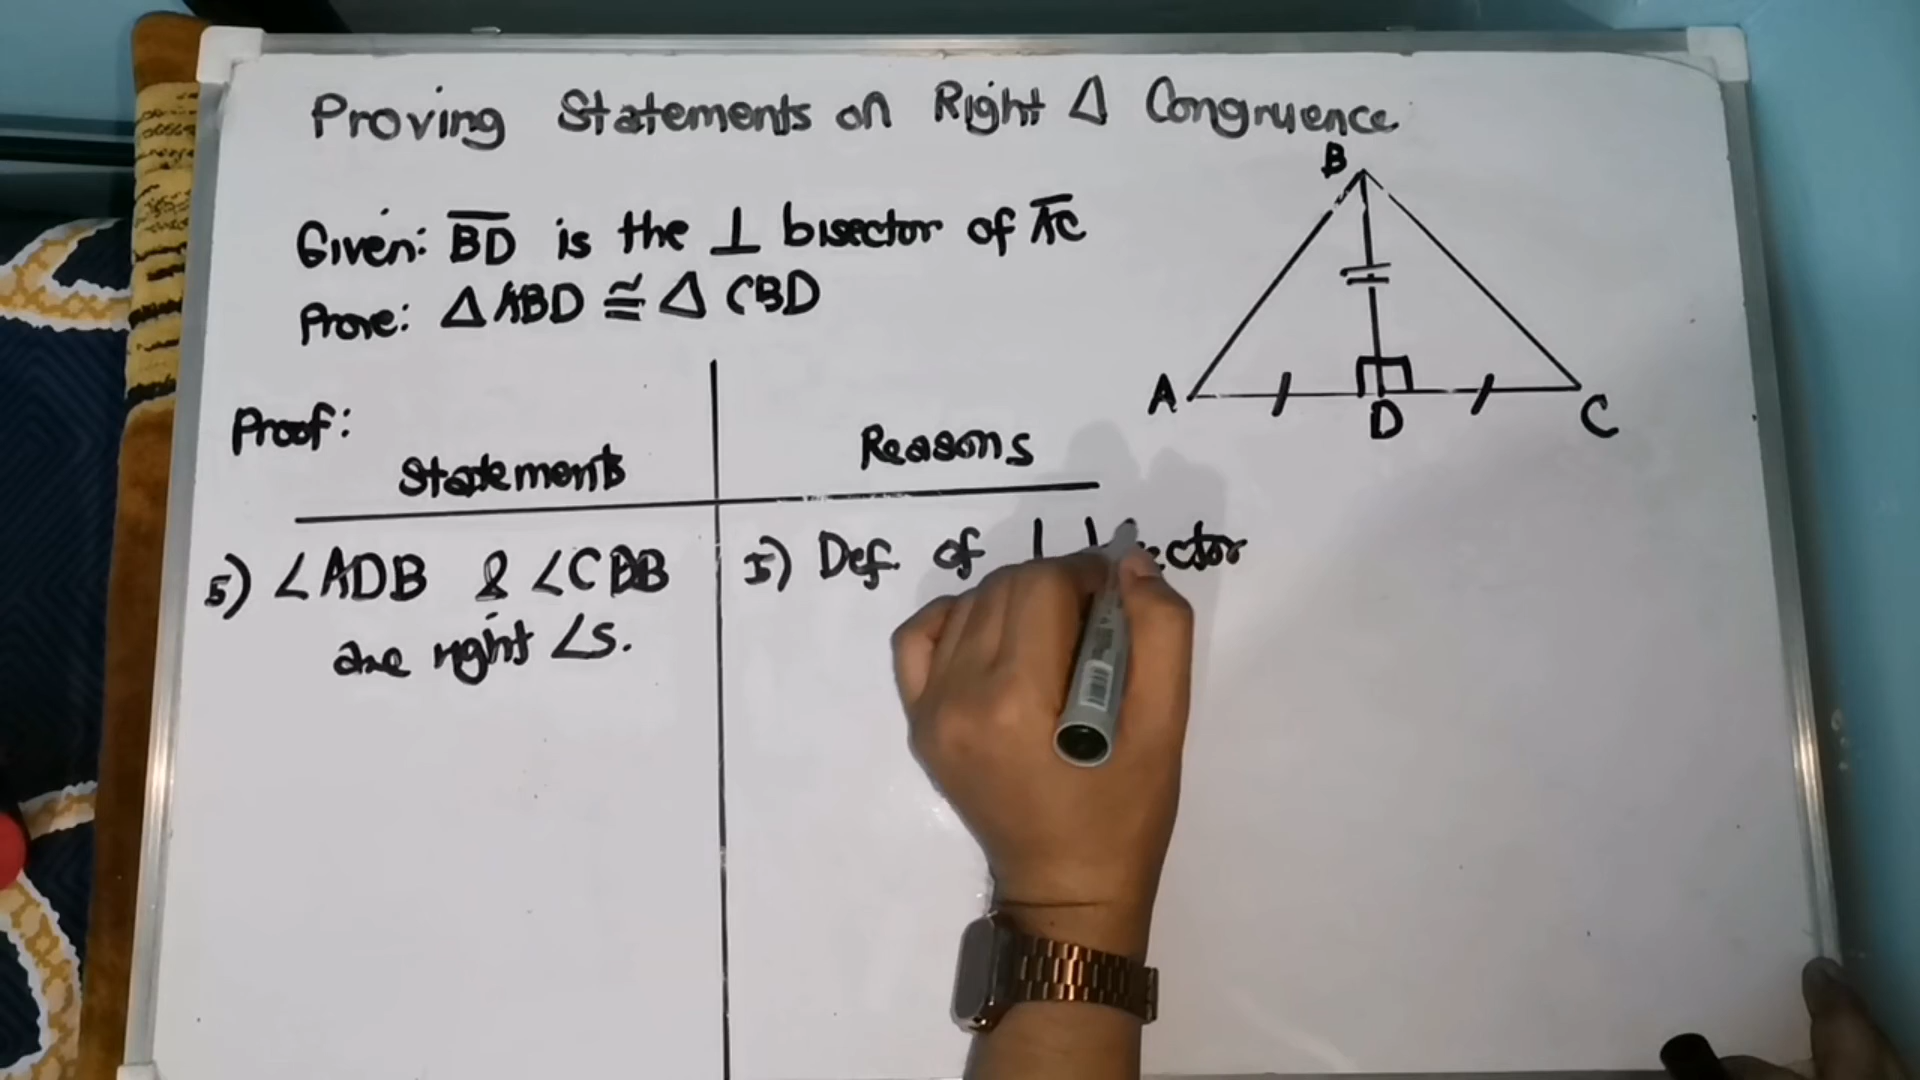 Proving Statements on Right △ Congruence
Given: BD is the ⊥ bisector of AC
Prove: △ABD ≅ △CBD
Proof:
Statements
Reasons
5) ∠ADB & ∠CDB
are right ∠s.
5) Def. of
B
A
D
C